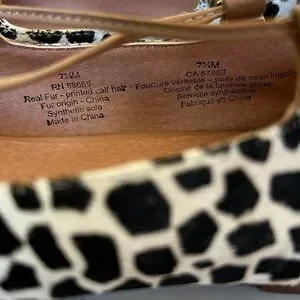 7½M
RN 58665
Real Fur - printed calf hair
Fur origin - China
Synthetic sole
Made in China
7½M
CA 67963
Fourrure véritable - poils de veau imprimé
Origine de la fourrure chine
Semelle synthétique
Fabriqué en Chine